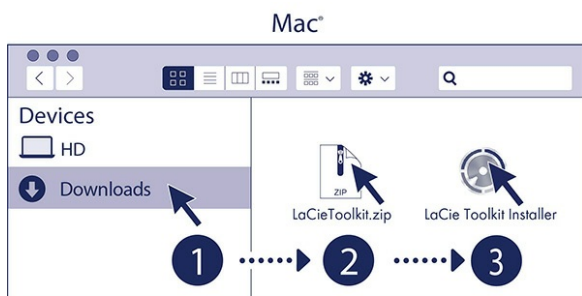 Mac®
Devices
HD
Downloads
ZIP
LaCieToolkit.zip
LaCie Toolkit Installer
1
2
3